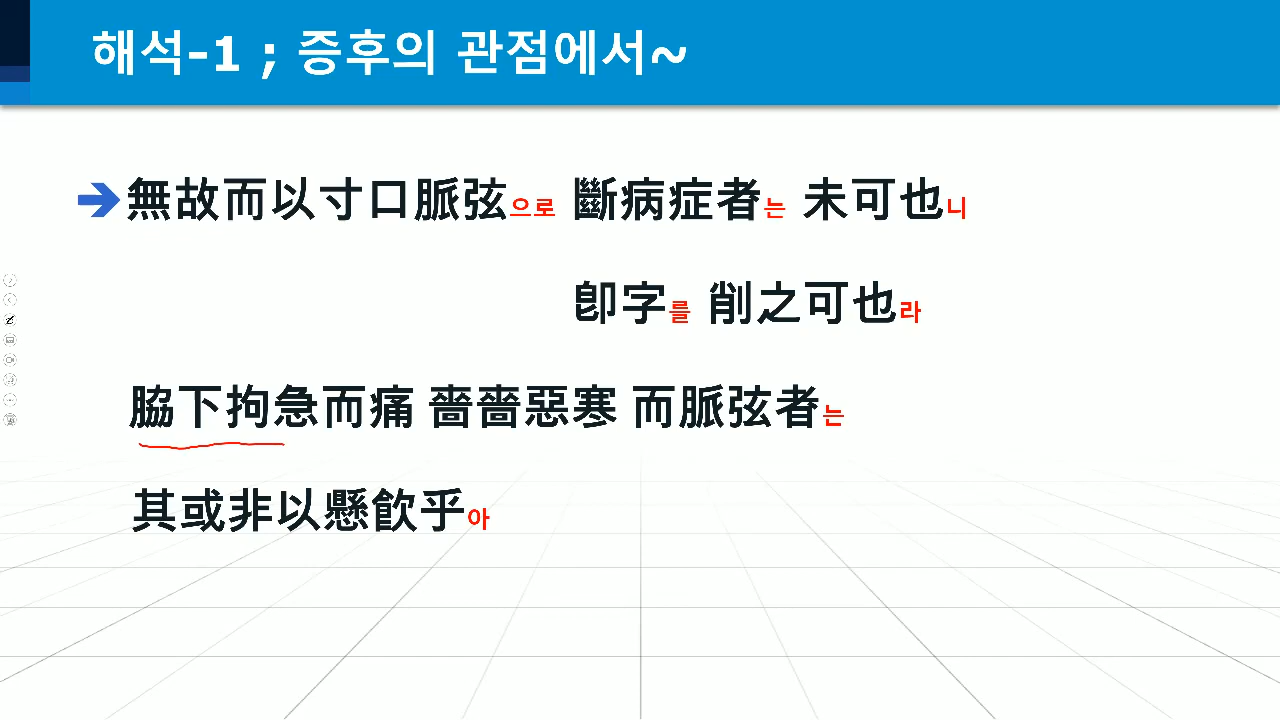 해석-1 ; 증후의 관점에서~
無故而以寸口脈弦으로 斷病症者는 未可也니
卽字를 削之可也라
脇下拘急而痛 嗇嗇惡寒 而脈弦者는
其或非以懸飮乎아